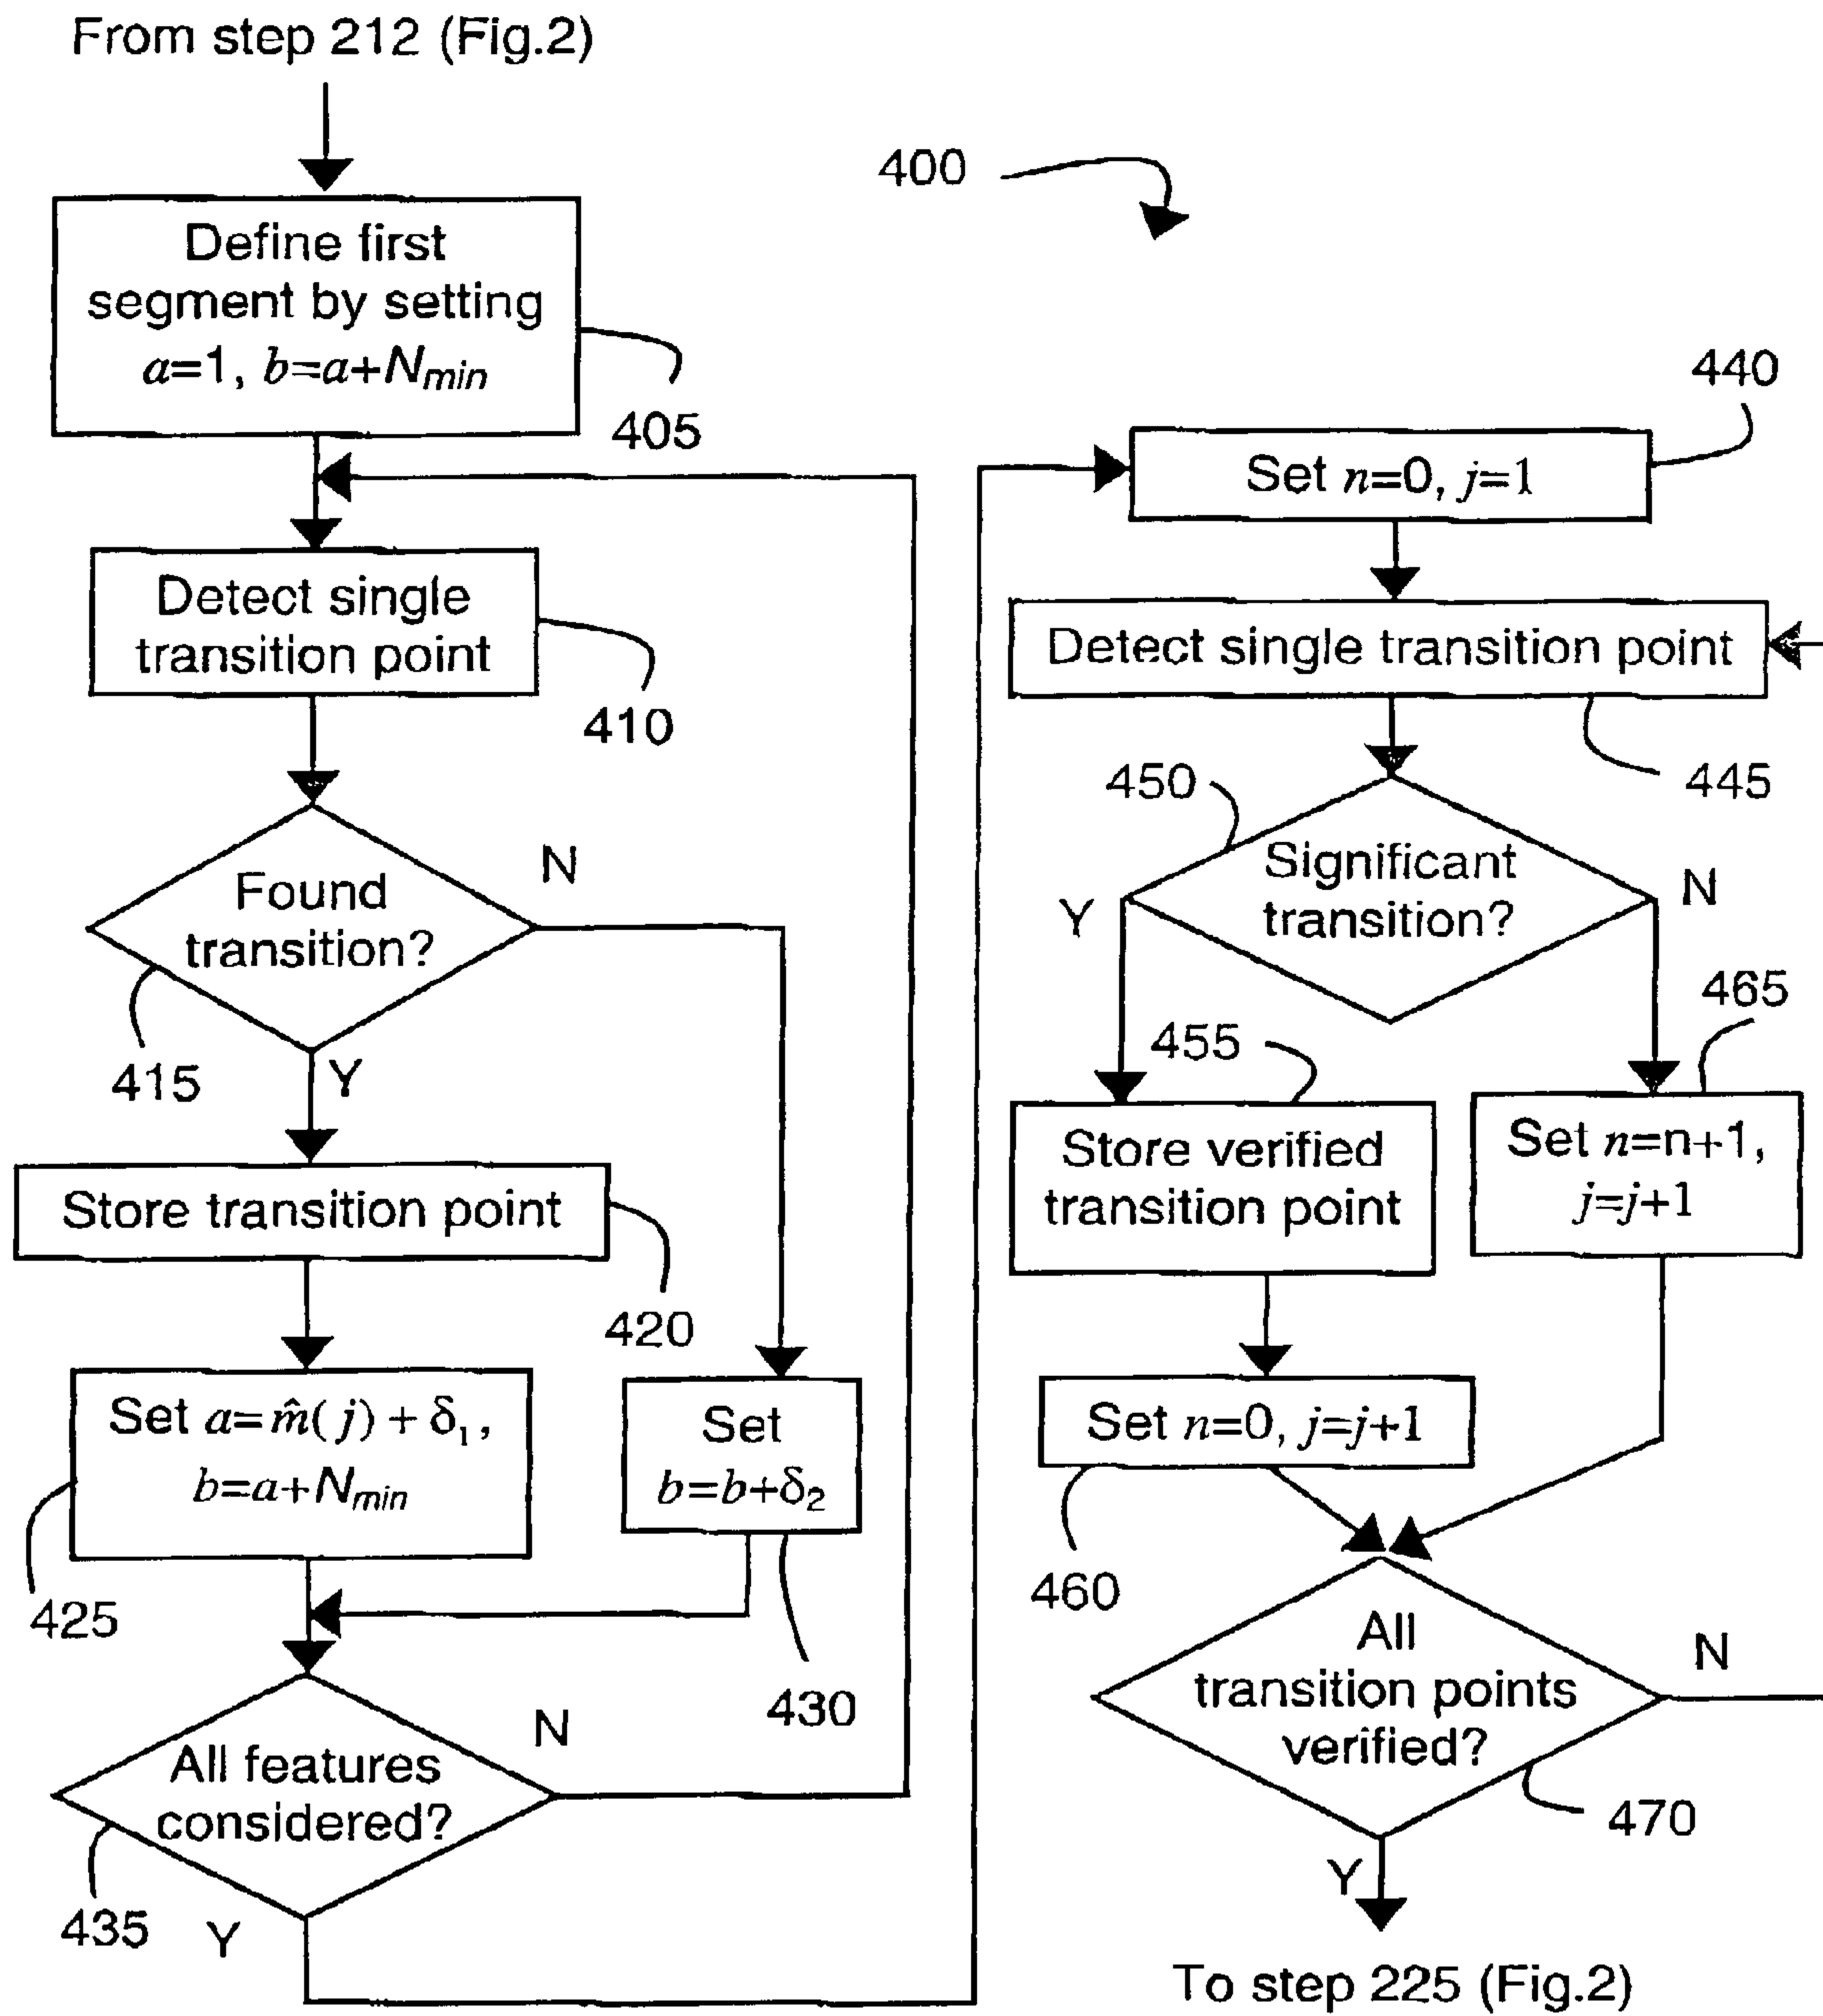 From step 212 (Fig.2)
400
Define first
segment by setting
a=1, b=a+Nmin
405
Detect single
transition point
410
Found
transition?
N
415
Y
Store transition point
420
Set a=m̂(j) + δ₁,
b=a+Nmin
425
Set
b=b+δ₂
430
All features
considered?
N
435
Y
440
Set n=0, j=1
Detect single transition point
445
450
Significant
transition?
Y
N
455
465
Store verified
transition point
Set n=n+1,
j=j+1
Set n=0, j=j+1
460
All
transition points
verified?
N
470
Y
To step 225 (Fig.2)